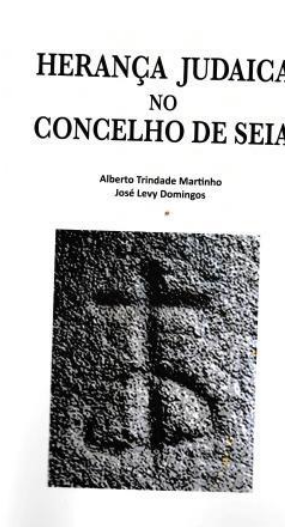 HERANÇA JUDAICA
NO
CONCELHO DE SEIA
Alberto Trindade Martinho
José Levy Domingos